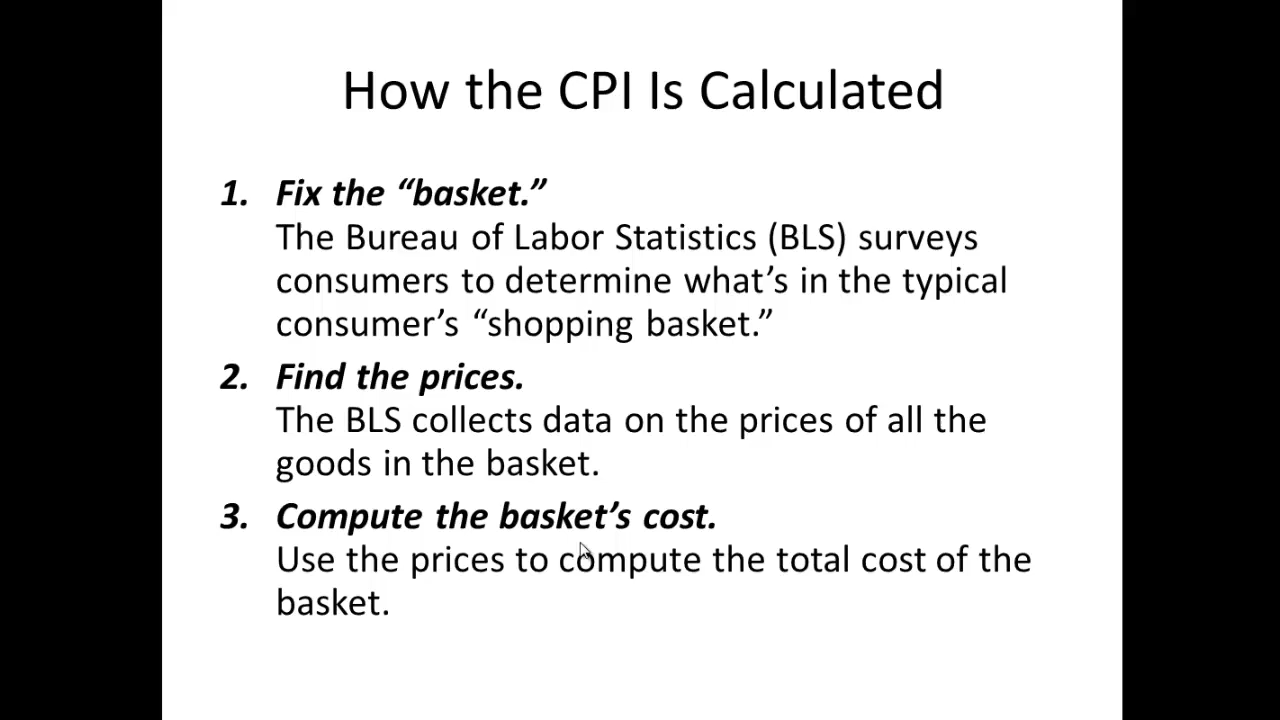 How the CPI Is Calculated
1. Fix the “basket.”
The Bureau of Labor Statistics (BLS) surveys
consumers to determine what’s in the typical
consumer’s “shopping basket.”
2. Find the prices.
The BLS collects data on the prices of all the
goods in the basket.
3. Compute the basket’s cost.
Use the prices to compute the total cost of the
basket.